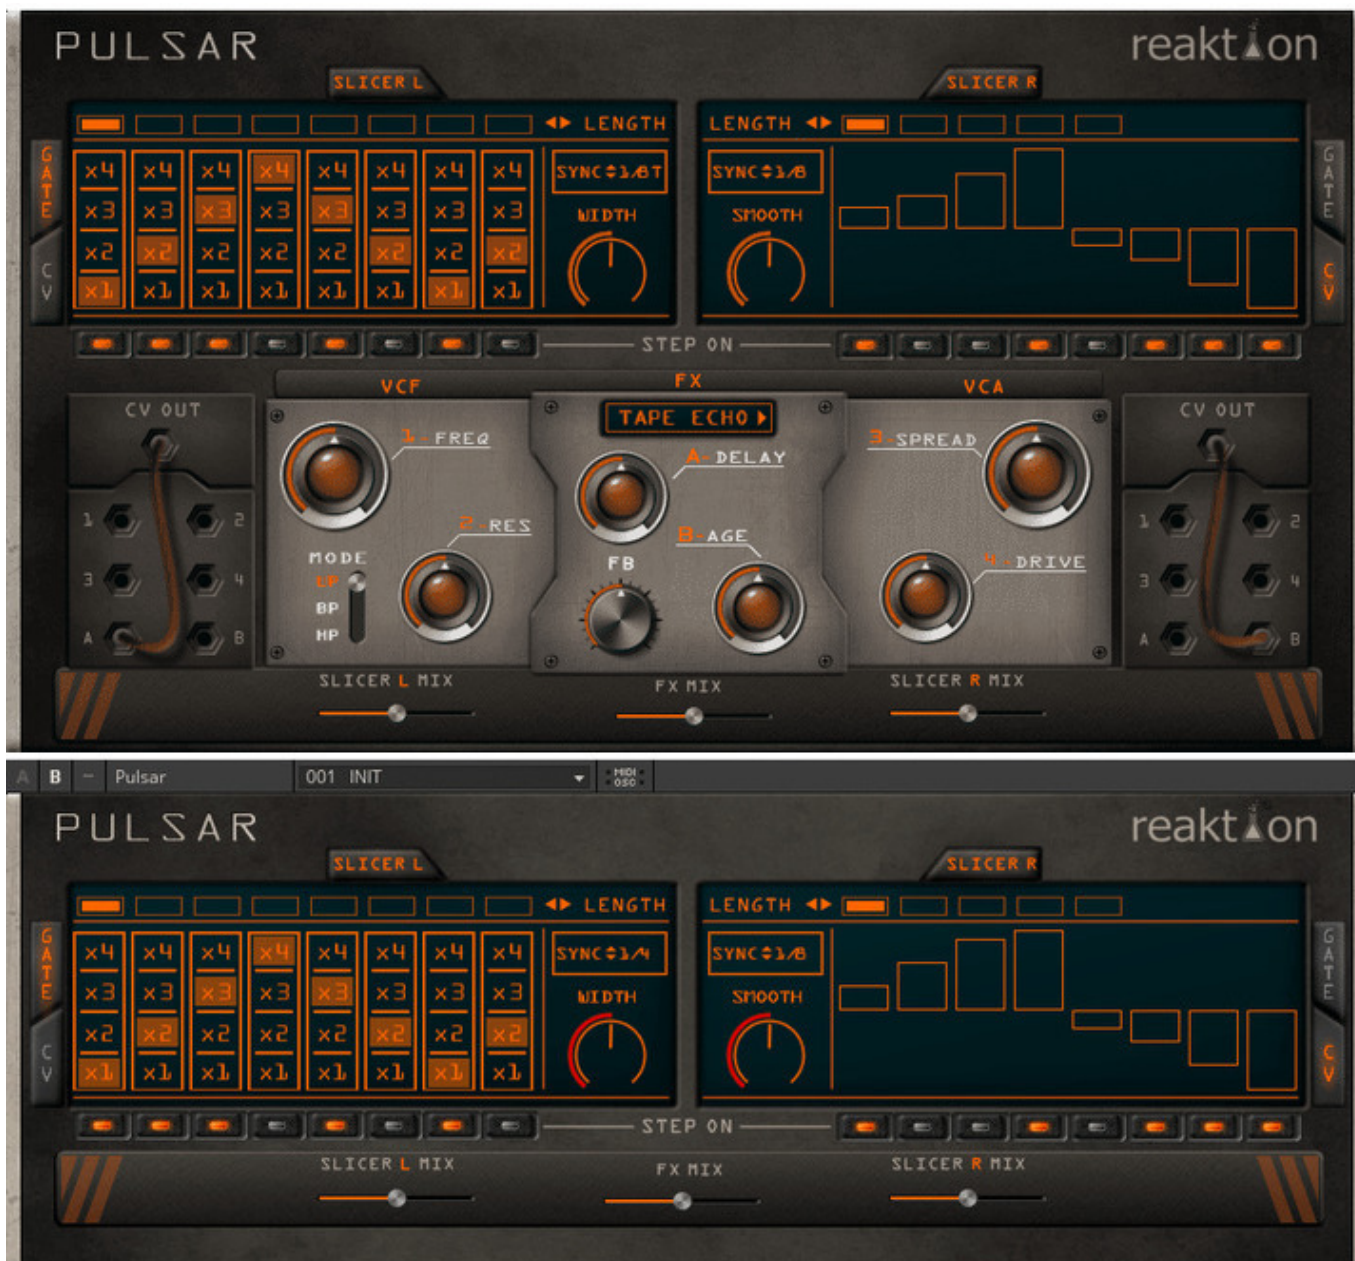 PULSAR
reaktion
SLICER L
SLICER R
LENGTH
LENGTH
GATE
CV
x4 x4 x4 x4 x4 x4 x4 x4
x3 x3 x3 x3 x3 x3 x3 x3
x2 x2 x2 x2 x2 x2 x2 x2
x1 x1 x1 x1 x1 x1 x1 x1
SYNC 1/8T
WIDTH
SYNC 1/8
SMOOTH
GATE
CV
STEP ON
VCF
FX
VCA
CV OUT
1 2
3 4
A B
1-FREQ
2-RES
MODE
LP
BP
HP
TAPE ECHO
A-DELAY
B-AGE
FB
3-SPREAD
4-DRIVE
CV OUT
1 2
3 4
A B
SLICER L MIX
FX MIX
SLICER R MIX
A B - Pulsar 001 INIT MIDI OSC
PULSAR
reaktion
SLICER L
SLICER R
LENGTH
LENGTH
GATE
CV
x4 x4 x4 x4 x4 x4 x4 x4
x3 x3 x3 x3 x3 x3 x3 x3
x2 x2 x2 x2 x2 x2 x2 x2
x1 x1 x1 x1 x1 x1 x1 x1
SYNC 1/4
WIDTH
SYNC 1/8
SMOOTH
GATE
CV
STEP ON
SLICER L MIX
FX MIX
SLICER R MIX